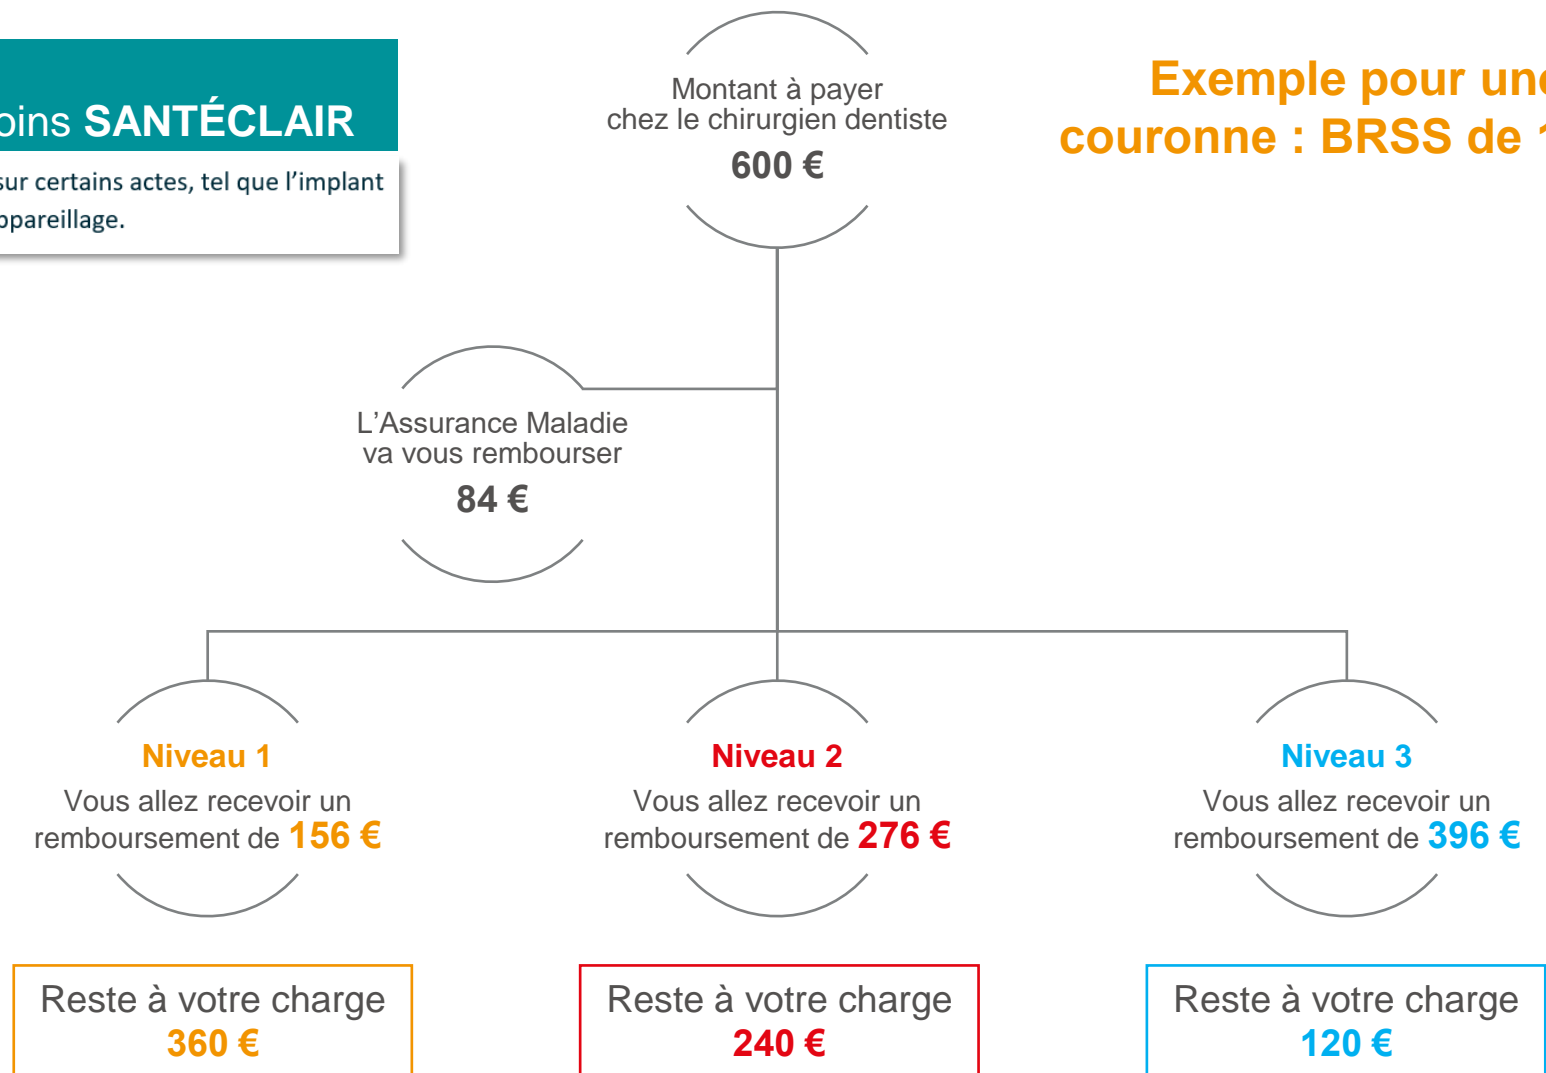 SANTÉCLAIR
sur certains actes, tel que l’implant
Montant à payer
chez le chirurgien dentiste
600 €
Exemple pour une
couronne : BRSS de 1
L’Assurance Maladie
va vous rembourser
84 €
Niveau 1
Vous allez recevoir un
remboursement de 156 €
Niveau 2
Vous allez recevoir un
remboursement de 276 €
Niveau 3
Vous allez recevoir un
remboursement de 396 €
Reste à votre charge
360 €
Reste à votre charge
240 €
Reste à votre charge
120 €